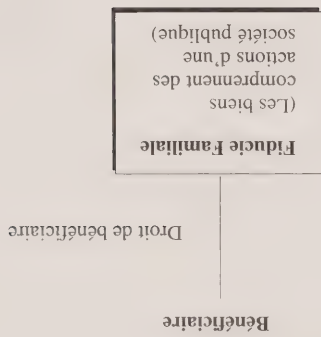 Bénéficiaire
Droit de bénéficiaire
Fiducie Familiale
(Les biens
comprennent des
actions d'une
société publique)